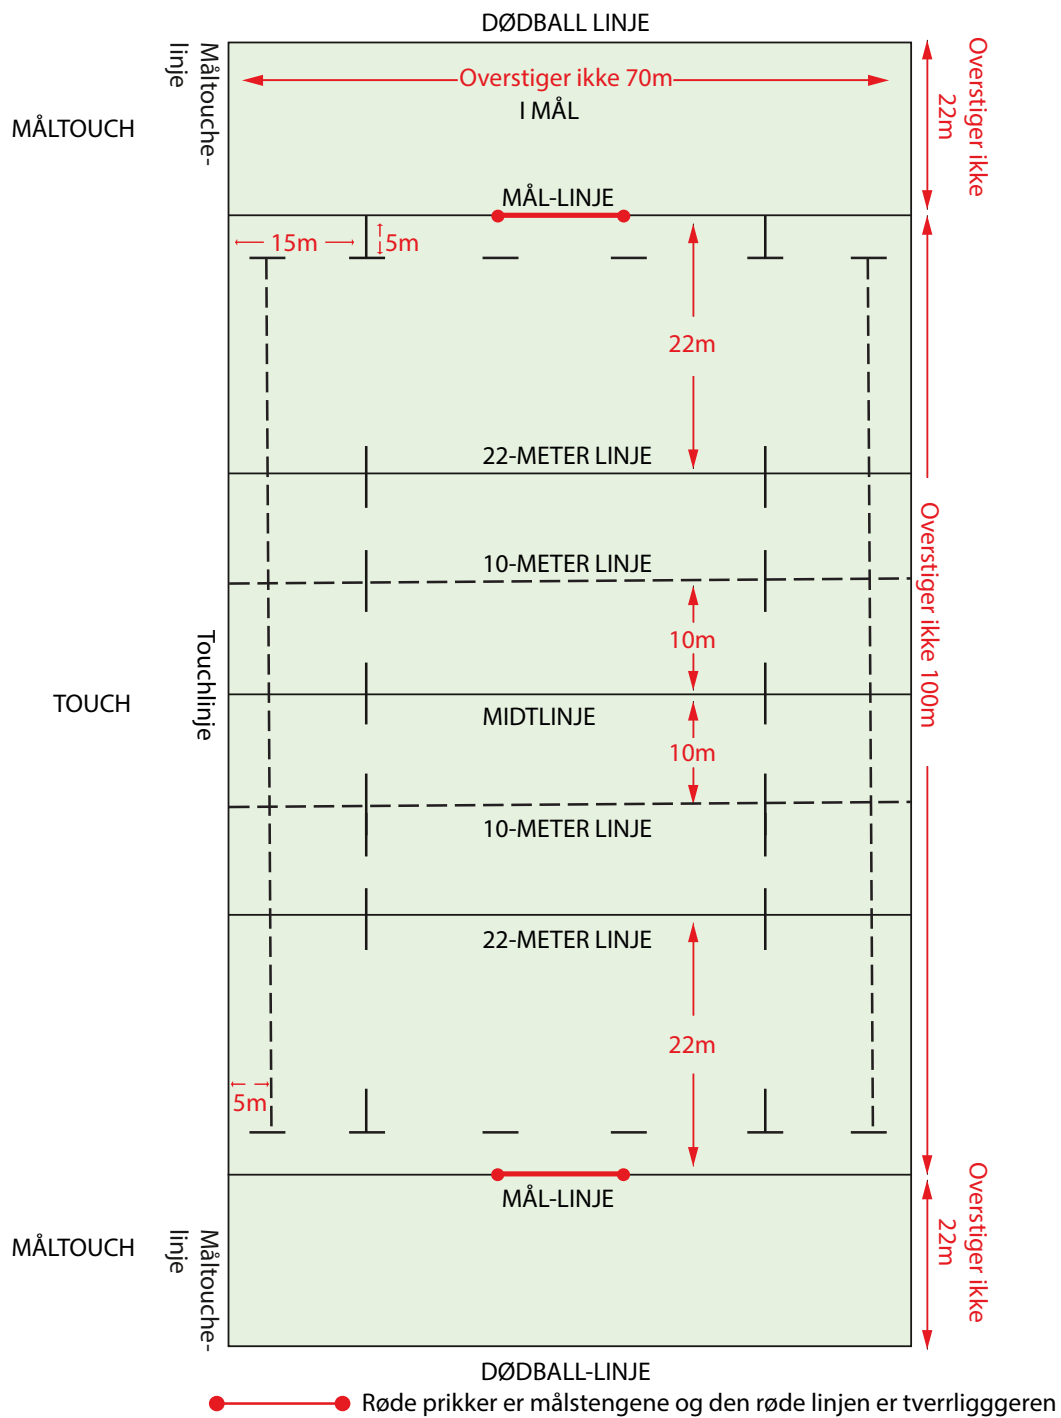 DØDBALL LINJE
Måltouche-
linje
Overstiger ikke 70m
Overstiger ikke
22m
I MÅL
MÅLTOUCH
MÅL-LINJE
15m
5m
22m
22-METER LINJE
10-METER LINJE
Overstiger ikke 100m
10m
Touchlinje
TOUCH
MIDTLINJE
10m
10-METER LINJE
22-METER LINJE
22m
5m
MÅL-LINJE
Overstiger ikke
22m
MÅLTOUCH
Måltouche-
linje
DØDBALL-LINJE
Røde prikker er målstengene og den røde linjen er tverrligggeren